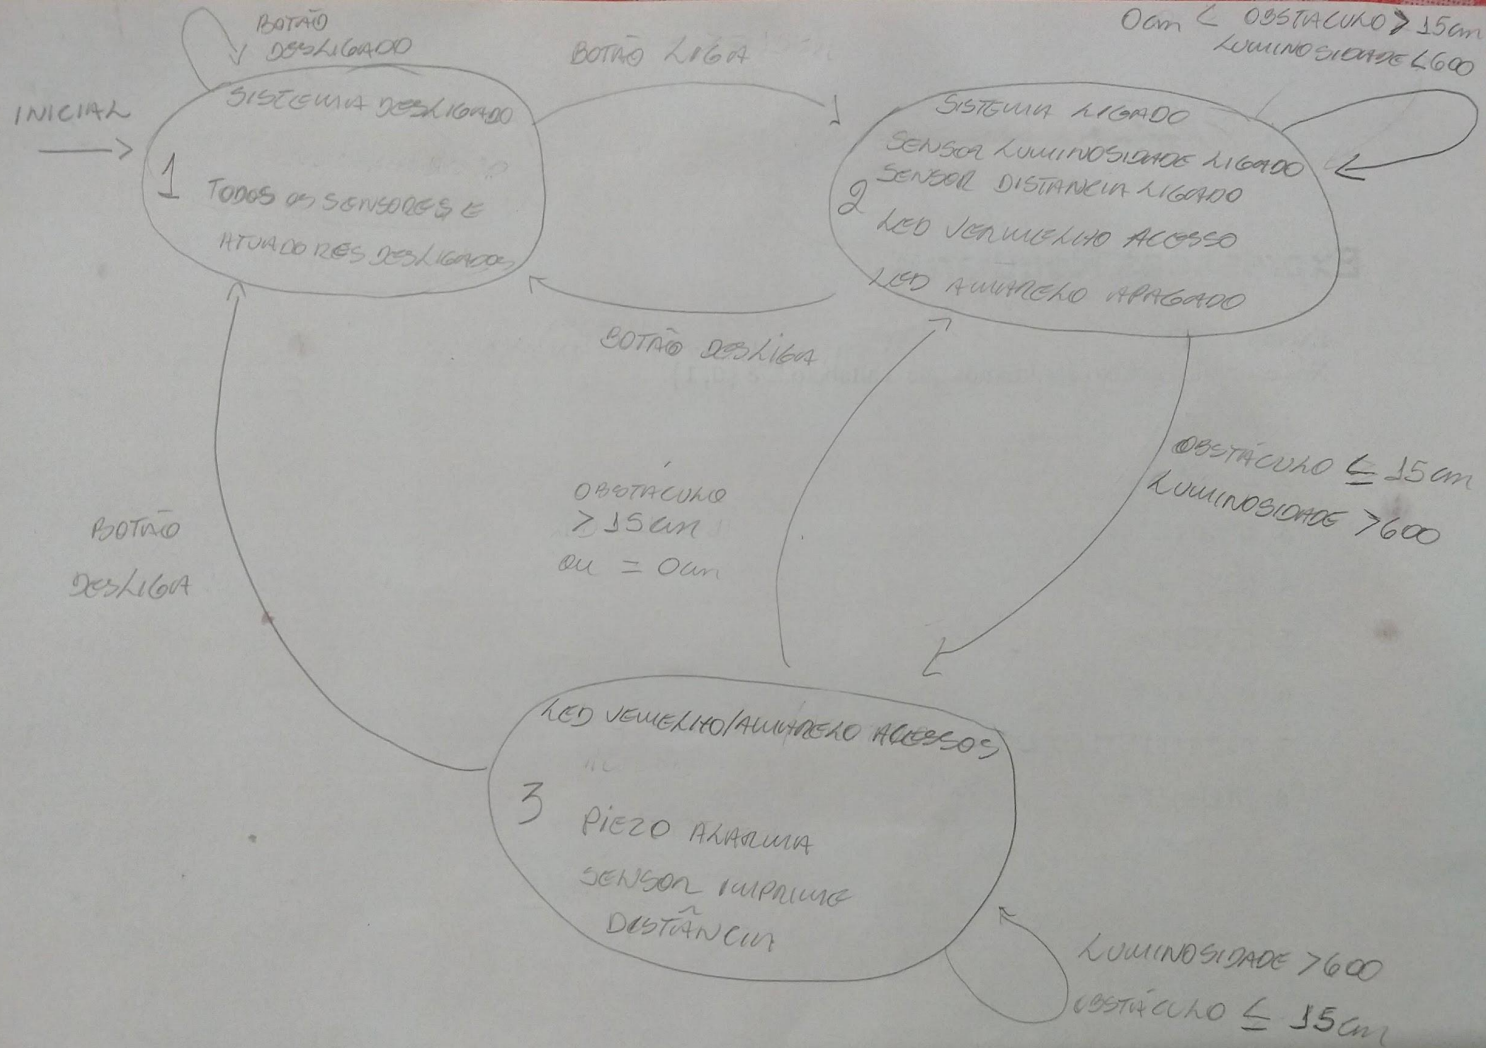 BOTÃO
DESLIGADO
BOTÃO LIGA
0cm < OBSTACULO > 15cm
LUMINOSIDADE < 600
INICIAL
SISTEMA DESLIGADO
1 TODOS OS SENSORES E
ATUADORES DESLIGADOS
SISTEMA LIGADO
SENSOR LUMINOSIDADE LIGADO
SENSOR DISTANCIA LIGADO
2
LED VERMELHO ACESSO
LED AMARELO APAGADO
BOTÃO DESLIGA
OBSTÁCULO ≤ 15cm
LUMINOSIDADE > 600
OBSTÁCULO
> 15cm
OU = 0cm
BOTÃO
DESLIGA
LED VEMELHO/AMARELO ACESSOS
3
PIEZO ALARMA
SENSOR IMPRIME
DISTÂNCIA
LUMINOSIDADE > 600
OBSTÁCULO ≤ 15cm